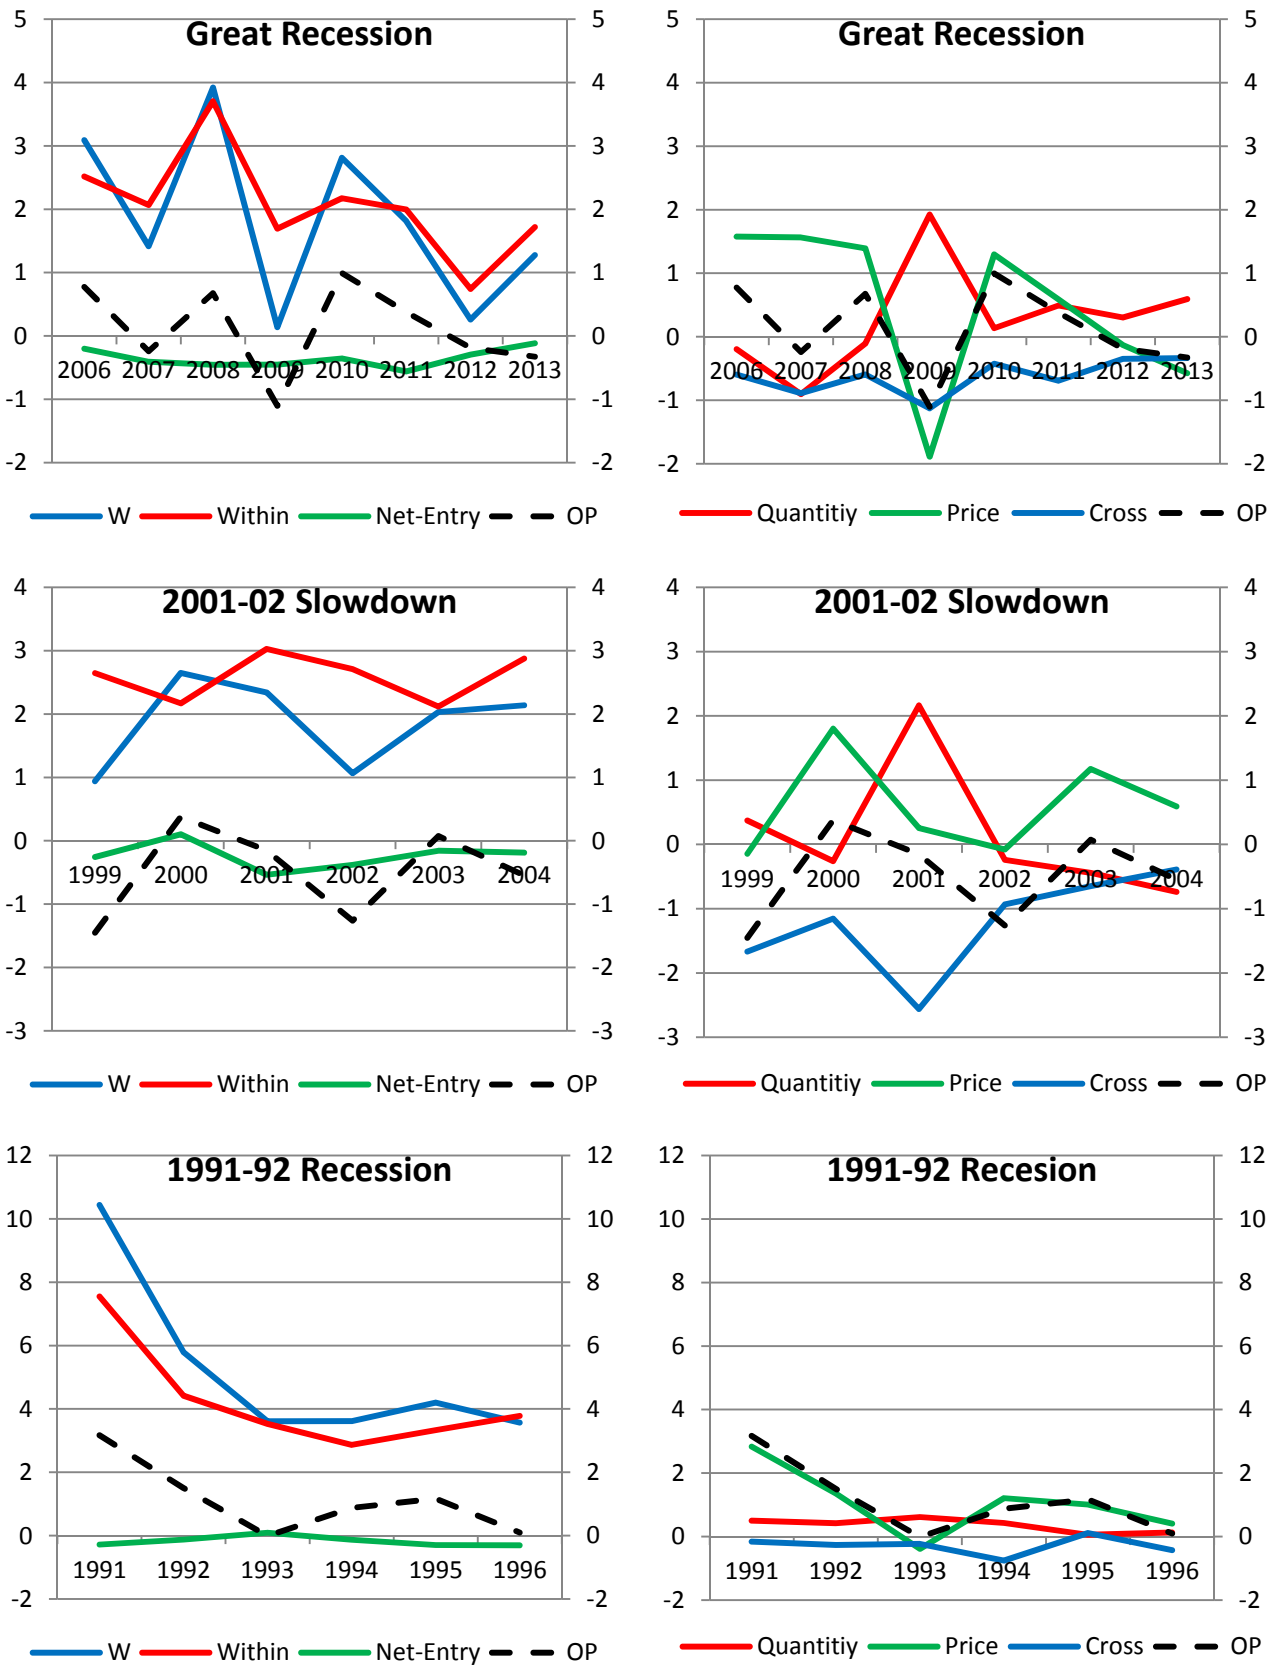 Great Recession
5 5
4 4
3 3
2 2
1 1
0 0
2006 2007 2008 2009 2010 2011 2012 2013
-1 -1
-2 -2
W Within Net-Entry OP
Great Recession
5 5
4 4
3 3
2 2
1 1
0 0
2006 2007 2008 2009 2010 2011 2012 2013
-1 -1
-2 -2
Quantitiy Price Cross OP
2001-02 Slowdown
4 4
3 3
2 2
1 1
0 0
1999 2000 2001 2002 2003 2004
-1 -1
-2 -2
-3 -3
W Within Net-Entry OP
2001-02 Slowdown
4 4
3 3
2 2
1 1
0 0
1999 2000 2001 2002 2003 2004
-1 -1
-2 -2
-3 -3
Quantitiy Price Cross OP
1991-92 Recession
12 12
10 10
8 8
6 6
4 4
2 2
0 0
1991 1992 1993 1994 1995 1996
-2 -2
W Within Net-Entry OP
1991-92 Recesion
12 12
10 10
8 8
6 6
4 4
2 2
0 0
1991 1992 1993 1994 1995 1996
-2 -2
Quantitiy Price Cross OP